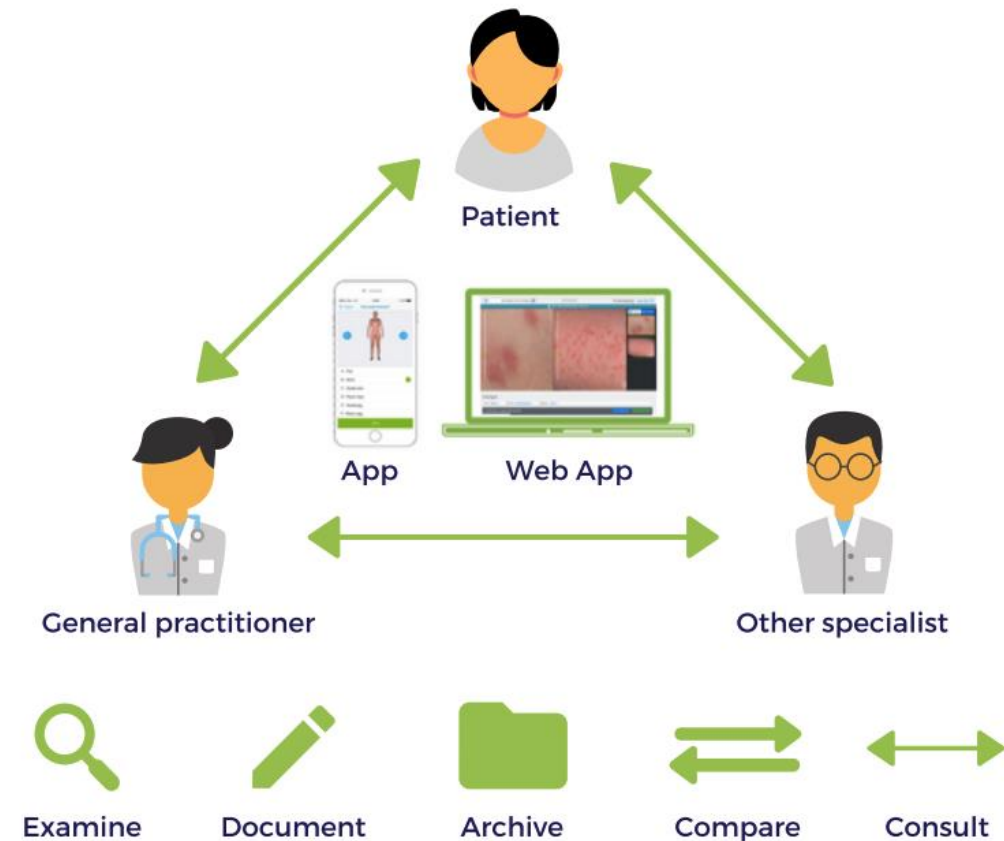 Patient
App
Web App
General practitioner
Other specialist
Examine
Document
Archive
Compare
Consult